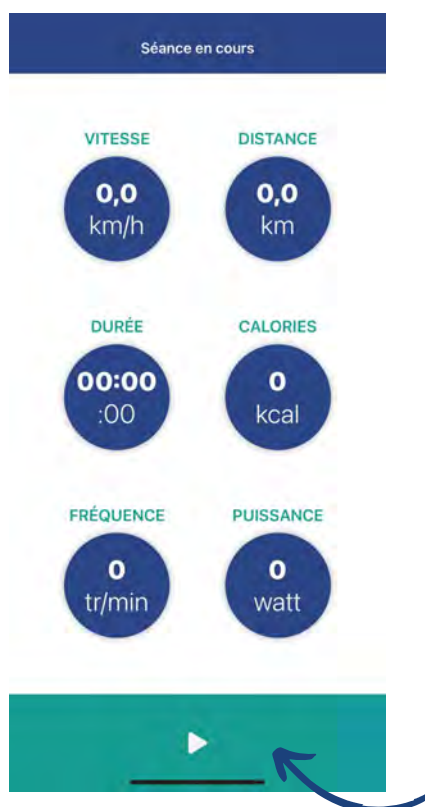 Séance en cours
VITESSE
DISTANCE
0,0
km/h
0,0
km
DURÉE
CALORIES
00:00
:00
0
kcal
FRÉQUENCE
PUISSANCE
0
tr/min
0
watt